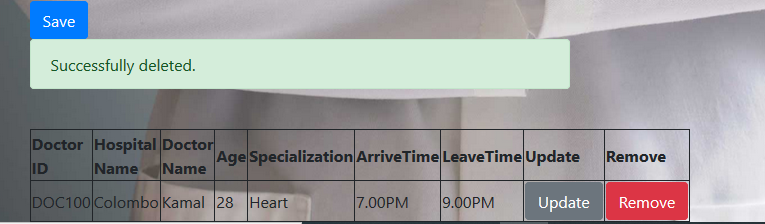 Save
Successfully deleted.
Doctor ID Hospital Name Doctor Name Age Specialization ArriveTime LeaveTime Update Remove
DOC100 Colombo Kamal 28 Heart 7.00PM 9.00PM Update Remove